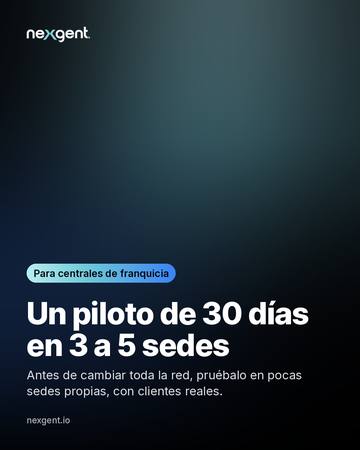 nexgent.
Para centrales de franquicia
Un piloto de 30 días
en 3 a 5 sedes
Antes de cambiar toda la red, pruébalo en pocas
sedes propias, con clientes reales.
nexgent.io